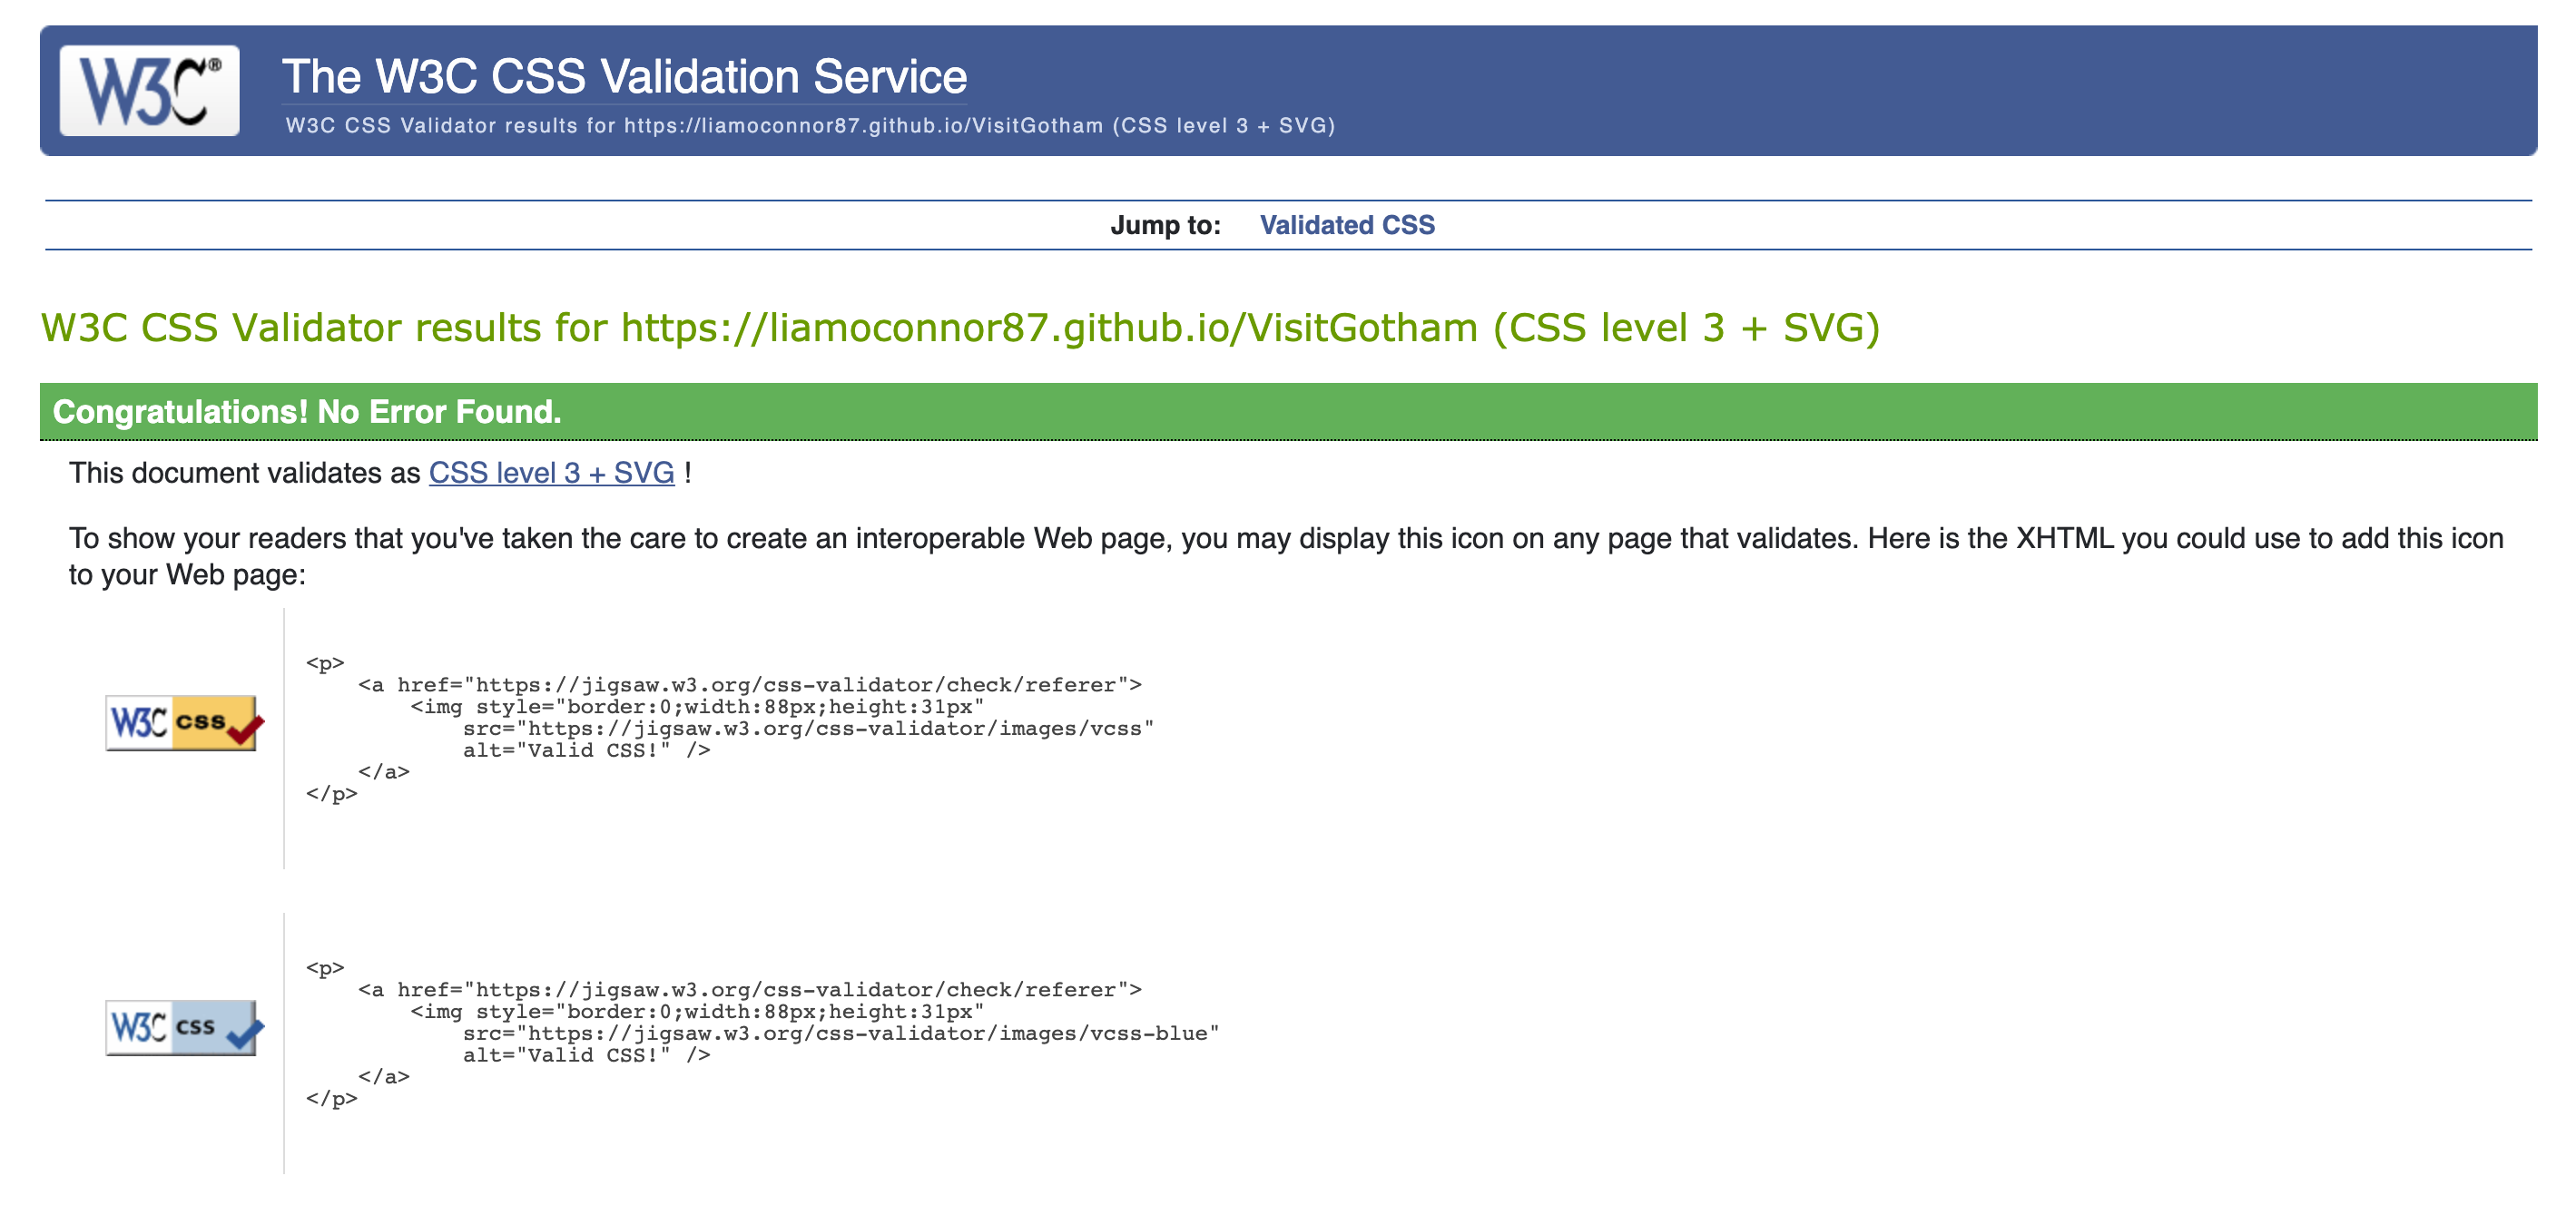 W3C®
The W3C CSS Validation Service
W3C CSS Validator results for https://liamoconnor87.github.io/VisitGotham (CSS level 3 + SVG)
Jump to: Validated CSS
W3C CSS Validator results for https://liamoconnor87.github.io/VisitGotham (CSS level 3 + SVG)
Congratulations! No Error Found.
This document validates as CSS level 3 + SVG !
To show your readers that you've taken the care to create an interoperable Web page, you may display this icon on any page that validates. Here is the XHTML you could use to add this icon
to your Web page:
<p>
<a href="https://jigsaw.w3.org/css-validator/check/referer">
<img style="border:0;width:88px;height:31px"
W3C css
src="https://jigsaw.w3.org/css-validator/images/vcss"
alt="Valid CSS!" />
</a>
</p>
<p>
<a href="https://jigsaw.w3.org/css-validator/check/referer">
<img style="border:0;width:88px;height:31px"
W3C css
src="https://jigsaw.w3.org/css-validator/images/vcss-blue"
alt="Valid CSS!" />
</a>
</p>